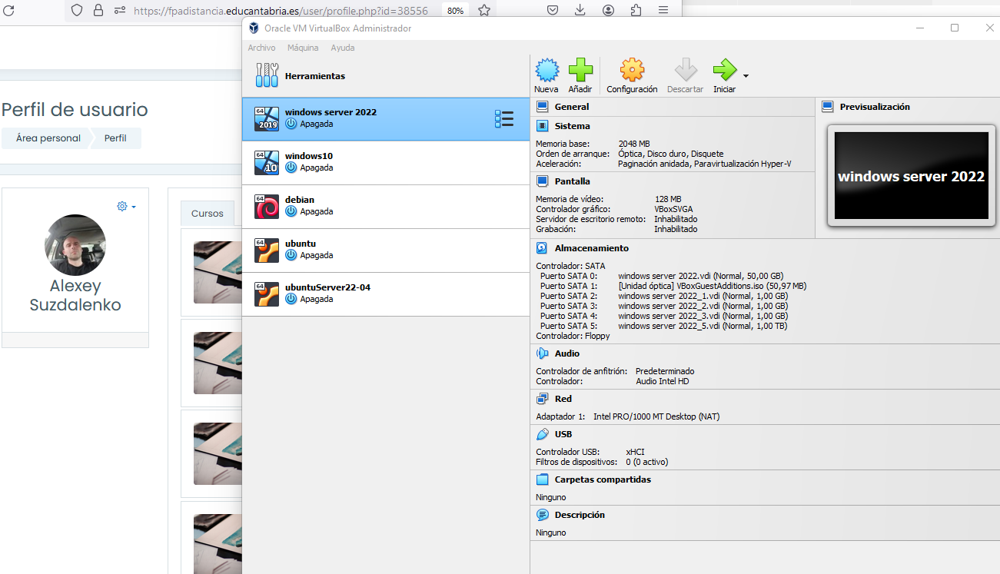 https://fpadistancia.educantabria.es/user/profile.php?id=38556
80%
Perfil de usuario
Área personal
Perfil
Alexey
Suzdalenko
Cursos
Oracle VM VirtualBox Administrador
Archivo Máquina Ayuda
Herramientas
64
2019
windows server 2022
Apagada
64
10
windows10
Apagada
64
debian
Apagada
64
ubuntu
Apagada
64
ubuntuServer22-04
Apagada
Nueva Añadir Configuración Descartar Iniciar
General
Sistema
Memoria base: 2048 MB
Orden de arranque: Óptica, Disco duro, Disquete
Aceleración: Paginación anidada, Paravirtualización Hyper-V
Pantalla
Memoria de vídeo: 128 MB
Controlador gráfico: VBoxSVGA
Servidor de escritorio remoto: Inhabilitado
Grabación: Inhabilitado
Previsualización
windows server 2022
Almacenamiento
Controlador: SATA
Puerto SATA 0: windows server 2022.vdi (Normal, 50,00 GB)
Puerto SATA 1: [Unidad óptica] VBoxGuestAdditions.iso (50,97 MB)
Puerto SATA 2: windows server 2022_1.vdi (Normal, 1,00 GB)
Puerto SATA 3: windows server 2022_2.vdi (Normal, 1,00 GB)
Puerto SATA 4: windows server 2022_3.vdi (Normal, 1,00 GB)
Puerto SATA 5: windows server 2022_5.vdi (Normal, 1,00 TB)
Controlador: Floppy
Audio
Controlador de anfitrión: Predeterminado
Controlador: Audio Intel HD
Red
Adaptador 1: Intel PRO/1000 MT Desktop (NAT)
USB
Controlador USB: xHCI
Filtros de dispositivos: 0 (0 activo)
Carpetas compartidas
Ninguno
Descripción
Ninguno